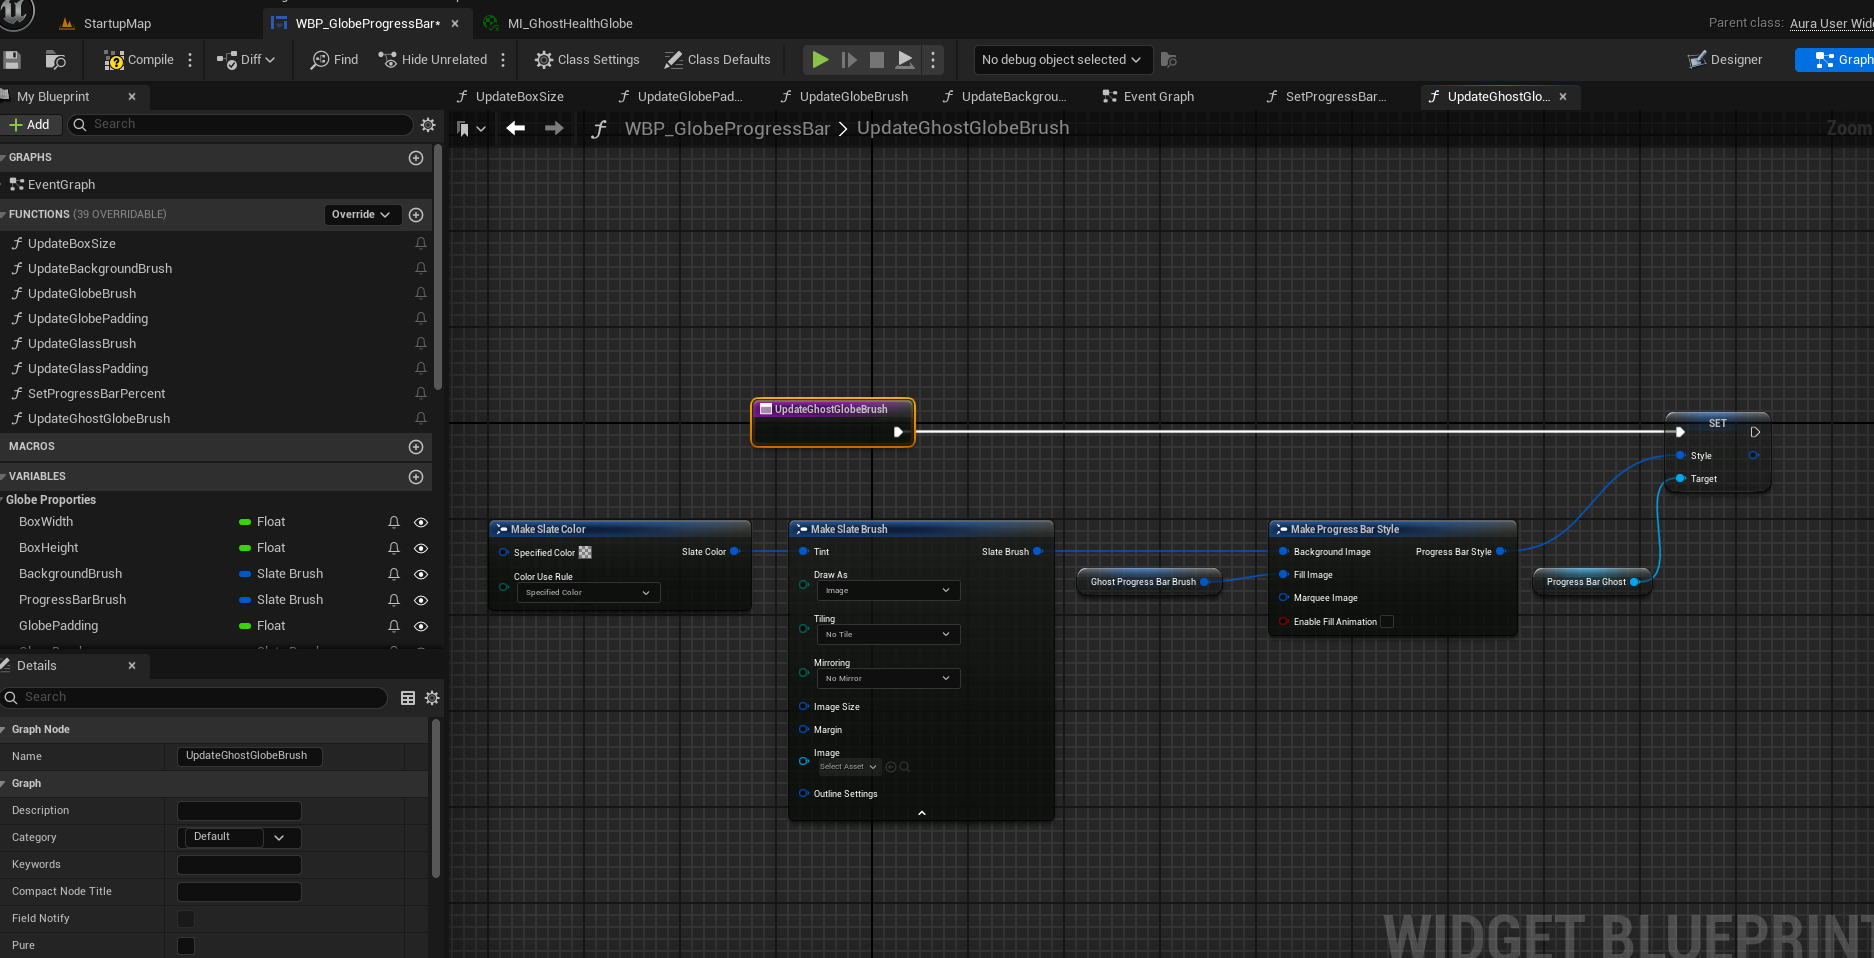 StartupMap
WBP_GlobeProgressBar*
MI_GhostHealthGlobe
Parent class: Aura User Wid
Compile
Diff
Find
Hide Unrelated
Class Settings
Class Defaults
No debug object selected
Designer
Graph
My Blueprint
UpdateBoxSize
UpdateGlobePad...
UpdateGlobeBrush
UpdateBackgrou...
Event Graph
SetProgressBar...
UpdateGhostGlo...
Add
Search
WBP_GlobeProgressBar > UpdateGhostGlobeBrush
Zoom
GRAPHS
EventGraph
FUNCTIONS (39 OVERRIDABLE)
Override
UpdateBoxSize
UpdateBackgroundBrush
UpdateGlobeBrush
UpdateGlobePadding
UpdateGlassBrush
UpdateGlassPadding
SetProgressBarPercent
UpdateGhostGlobeBrush
MACROS
VARIABLES
Globe Properties
BoxWidth Float
BoxHeight Float
BackgroundBrush Slate Brush
ProgressBarBrush Slate Brush
GlobePadding Float
Details
Search
Graph Node
Name UpdateGhostGlobeBrush
Graph
Description
Category Default
Keywords
Compact Node Title
Field Notify
Pure
UpdateGhostGlobeBrush
SET
Style
Target
Make Slate Color
Specified Color
Slate Color
Color Use Rule
Specified Color
Make Slate Brush
Tint
Slate Brush
Draw As
Image
Tiling
No Tile
Mirroring
No Mirror
Image Size
Margin
Image
Select Asset
Outline Settings
Ghost Progress Bar Brush
Make Progress Bar Style
Background Image
Progress Bar Style
Fill Image
Marquee Image
Enable Fill Animation
Progress Bar Ghost
WIDGET BLUEPRINT